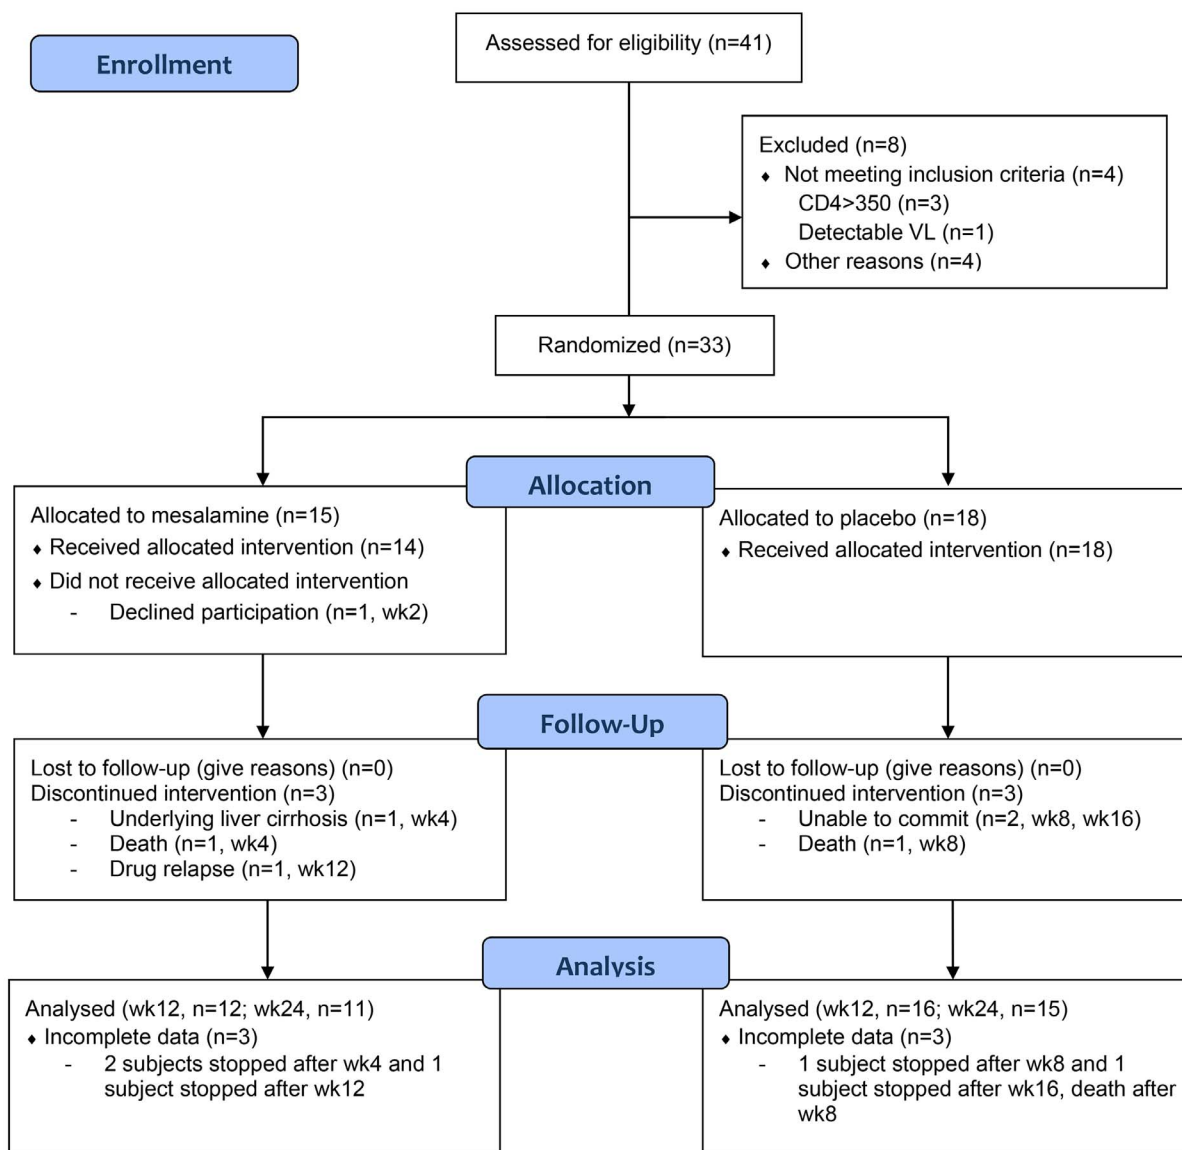 Enrollment
Assessed for eligibility (n=41)
Excluded (n=8)
♦ Not meeting inclusion criteria (n=4)
CD4>350 (n=3)
Detectable VL (n=1)
♦ Other reasons (n=4)
Randomized (n=33)
Allocation
Allocated to mesalamine (n=15)
♦ Received allocated intervention (n=14)
♦ Did not receive allocated intervention
- Declined participation (n=1, wk2)
Allocated to placebo (n=18)
♦ Received allocated intervention (n=18)
Follow-Up
Lost to follow-up (give reasons) (n=0)
Discontinued intervention (n=3)
- Underlying liver cirrhosis (n=1, wk4)
- Death (n=1, wk4)
- Drug relapse (n=1, wk12)
Lost to follow-up (give reasons) (n=0)
Discontinued intervention (n=3)
- Unable to commit (n=2, wk8, wk16)
- Death (n=1, wk8)
Analysis
Analysed (wk12, n=12; wk24, n=11)
♦ Incomplete data (n=3)
- 2 subjects stopped after wk4 and 1
subject stopped after wk12
Analysed (wk12, n=16; wk24, n=15)
♦ Incomplete data (n=3)
- 1 subject stopped after wk8 and 1
subject stopped after wk16, death after
wk8